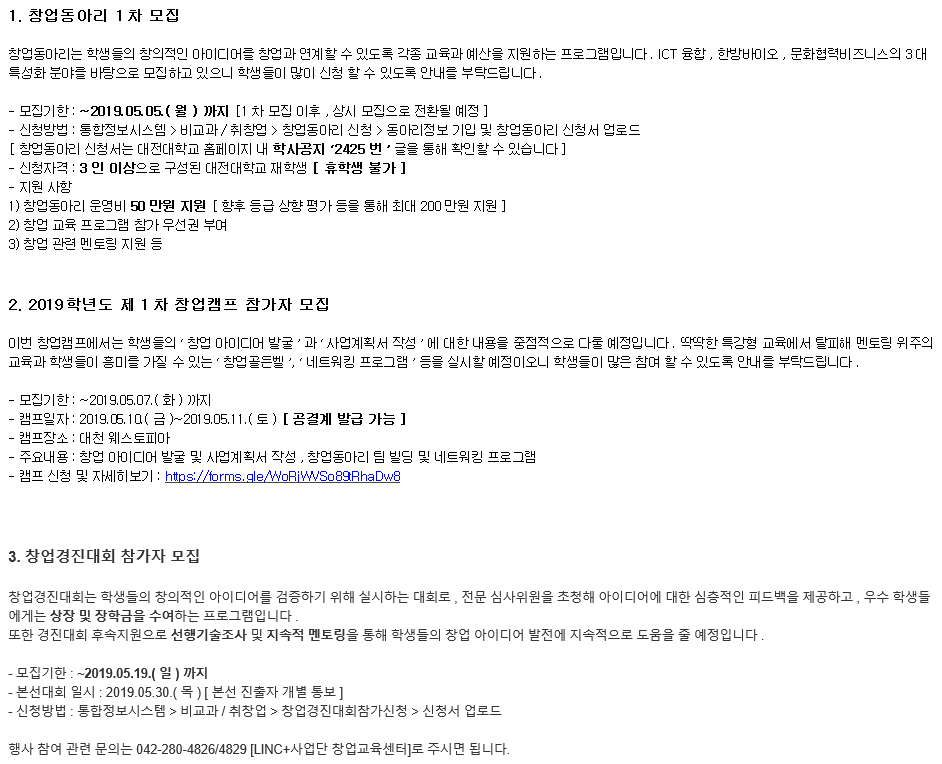 1. 창업동아리 1차 모집
창업동아리는 학생들의 창의적인 아이디어를 창업과 연계할 수 있도록 각종 교육과 예산을 지원하는 프로그램입니다. ICT 융합, 한방바이오, 문화협력비즈니스의 3대
특성화 분야를 바탕으로 모집하고 있으니 학생들이 많이 신청 할 수 있도록 안내를 부탁드립니다.
- 모집기한 : ~2019.05.05.( 월 ) 까지 [1차 모집 이후 , 상시 모집으로 전환될 예정 ]
- 신청방법 : 통합정보시스템 > 비교과 / 취창업 > 창업동아리 신청 > 동아리정보 기입 및 창업동아리 신청서 업로드
[ 창업동아리 신청서는 대전대학교 홈페이지 내 학사공지 ‘2425 번 ’ 글을 통해 확인할 수 있습니다 ]
- 신청자격 : 3 인 이상으로 구성된 대전대학교 재학생 [ 휴학생 불가 ]
- 지원 사항
1) 창업동아리 운영비 50 만원 지원 [ 향후 등급 상향 평가 등을 통해 최대 200 만원 지원 ]
2) 창업 교육 프로그램 참가 우선권 부여
3) 창업 관련 멘토링 지원 등
2. 2019학년도 제 1차 창업캠프 참가자 모집
이번 창업캠프에서는 학생들의 ‘ 창업 아이디어 발굴 ’ 과 ‘ 사업계획서 작성 ’ 에 대한 내용을 중점적으로 다룰 예정입니다. 딱딱한 특강형 교육에서 탈피해 멘토링 위주의
교육과 학생들이 흥미를 가질 수 있는 ‘ 창업골든벨 ’, ‘ 네트워킹 프로그램 ’ 등을 실시할 예정이오니 학생들이 많은 참여 할 수 있도록 안내를 부탁드립니다 .
- 모집기한 : ~2019.05.07.( 화 ) 까지
- 캠프일자 : 2019.05.10.( 금 )~2019.05.11.( 토 ) [ 공결계 발급 가능 ]
- 캠프장소 : 대천 웨스토피아
- 주요내용 : 창업 아이디어 발굴 및 사업계획서 작성 , 창업동아리 팀 빌딩 및 네트워킹 프로그램
- 캠프 신청 및 자세히보기 : https://forms.gle/WoRjWVSo89tRhaDw8
3. 창업경진대회 참가자 모집
창업경진대회는 학생들의 창의적인 아이디어를 검증하기 위해 실시하는 대회로 , 전문 심사위원을 초청해 아이디어에 대한 심층적인 피드백을 제공하고 , 우수 학생들
에게는 상장 및 장학금을 수여하는 프로그램입니다 .
또한 경진대회 후속지원으로 선행기술조사 및 지속적 멘토링을 통해 학생들의 창업 아이디어 발전에 지속적으로 도움을 줄 예정입니다 .
- 모집기한 : ~2019.05.19.( 일 ) 까지
- 본선대회 일시 : 2019.05.30.( 목 ) [ 본선 진출자 개별 통보 ]
- 신청방법 : 통합정보시스템 > 비교과 / 취창업 > 창업경진대회참가신청 > 신청서 업로드
행사 참여 관련 문의는 042-280-4826/4829 [LINC+사업단 창업교육센터]로 주시면 됩니다.